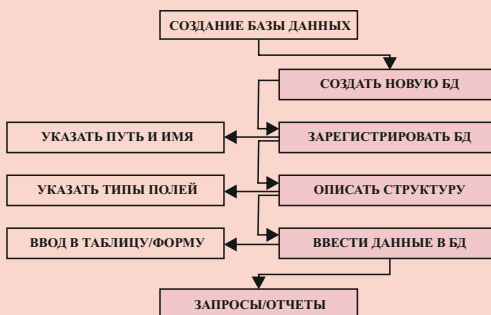 СОЗДАНИЕ БАЗЫ ДАННЫХ
СОЗДАТЬ НОВУЮ БД
УКАЗАТЬ ПУТЬ И ИМЯ
ЗАРЕГИСТРИРОВАТЬ БД
УКАЗАТЬ ТИПЫ ПОЛЕЙ
ОПИСАТЬ СТРУКТУРУ
ВВОД В ТАБЛИЦУ/ФОРМУ
ВВЕСТИ ДАННЫЕ В БД
ЗАПРОСЫ/ОТЧЕТЫ